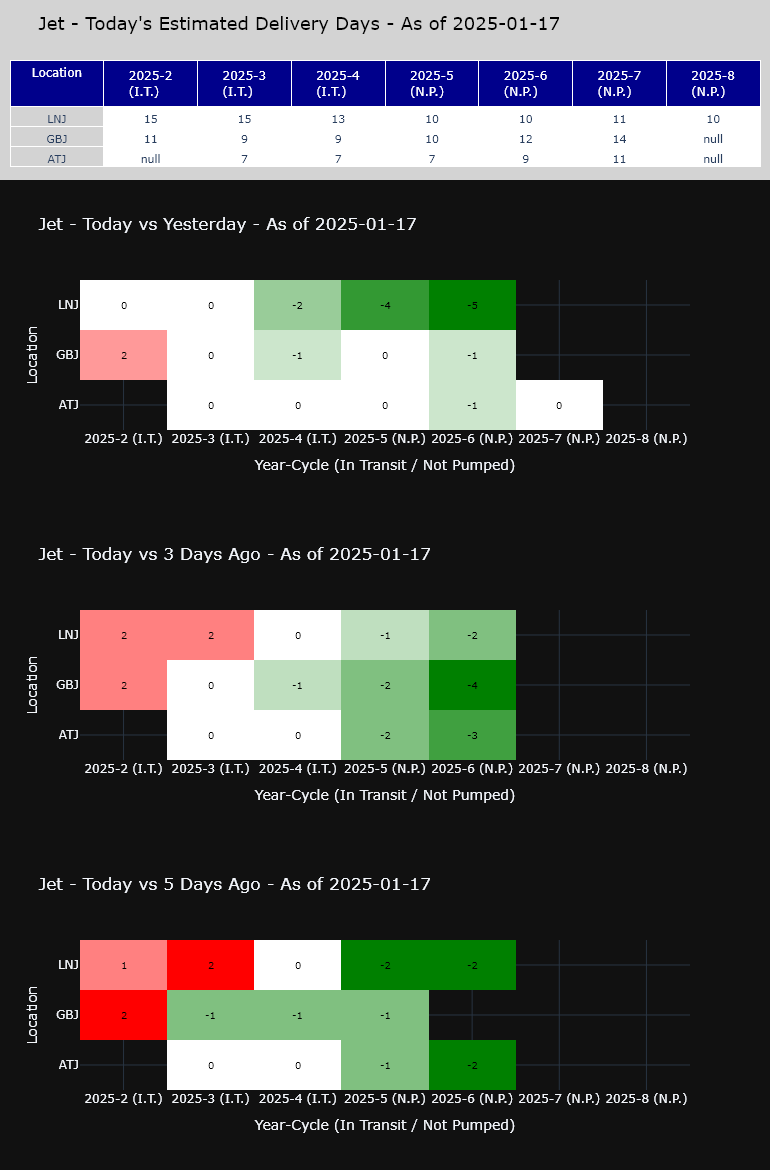 Jet - Today's Estimated Delivery Days - As of 2025-01-17
Location 2025-2 (I.T.) 2025-3 (I.T.) 2025-4 (I.T.) 2025-5 (N.P.) 2025-6 (N.P.) 2025-7 (N.P.) 2025-8 (N.P.)
LNJ 15 15 13 10 10 11 10
GBJ 11 9 9 10 12 14 null
ATJ null 7 7 7 9 11 null
Jet - Today vs Yesterday - As of 2025-01-17
Location
LNJ 0 0 -2 -4 -5
GBJ 2 0 -1 0 -1
ATJ 0 0 0 -1 0
2025-2 (I.T.) 2025-3 (I.T.) 2025-4 (I.T.) 2025-5 (N.P.) 2025-6 (N.P.) 2025-7 (N.P.) 2025-8 (N.P.)
Year-Cycle (In Transit / Not Pumped)
Jet - Today vs 3 Days Ago - As of 2025-01-17
Location
LNJ 2 2 0 -1 -2
GBJ 2 0 -1 -2 -4
ATJ 0 0 -2 -3
2025-2 (I.T.) 2025-3 (I.T.) 2025-4 (I.T.) 2025-5 (N.P.) 2025-6 (N.P.) 2025-7 (N.P.) 2025-8 (N.P.)
Year-Cycle (In Transit / Not Pumped)
Jet - Today vs 5 Days Ago - As of 2025-01-17
Location
LNJ 1 2 0 -2 -2
GBJ 2 -1 -1 -1
ATJ 0 0 -1 -2
2025-2 (I.T.) 2025-3 (I.T.) 2025-4 (I.T.) 2025-5 (N.P.) 2025-6 (N.P.) 2025-7 (N.P.) 2025-8 (N.P.)
Year-Cycle (In Transit / Not Pumped)